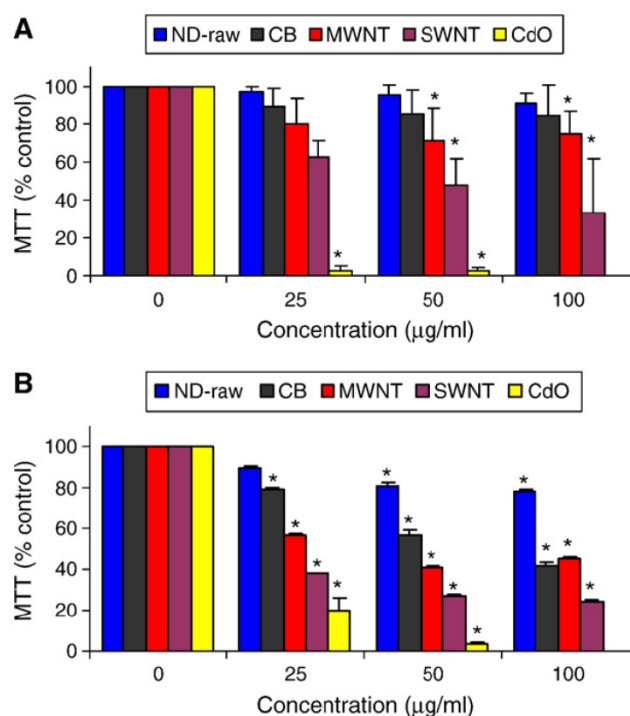 A
ND-raw CB MWNT SWNT CdO
100
80
60
40
20
0
MTT (% control)
* * * * * *
0 25 50 100
Concentration (μg/ml)
B
ND-raw CB MWNT SWNT CdO
100
80
60
40
20
0
MTT (% control)
* * * * * * * * * * * * *
0 25 50 100
Concentration (μg/ml)